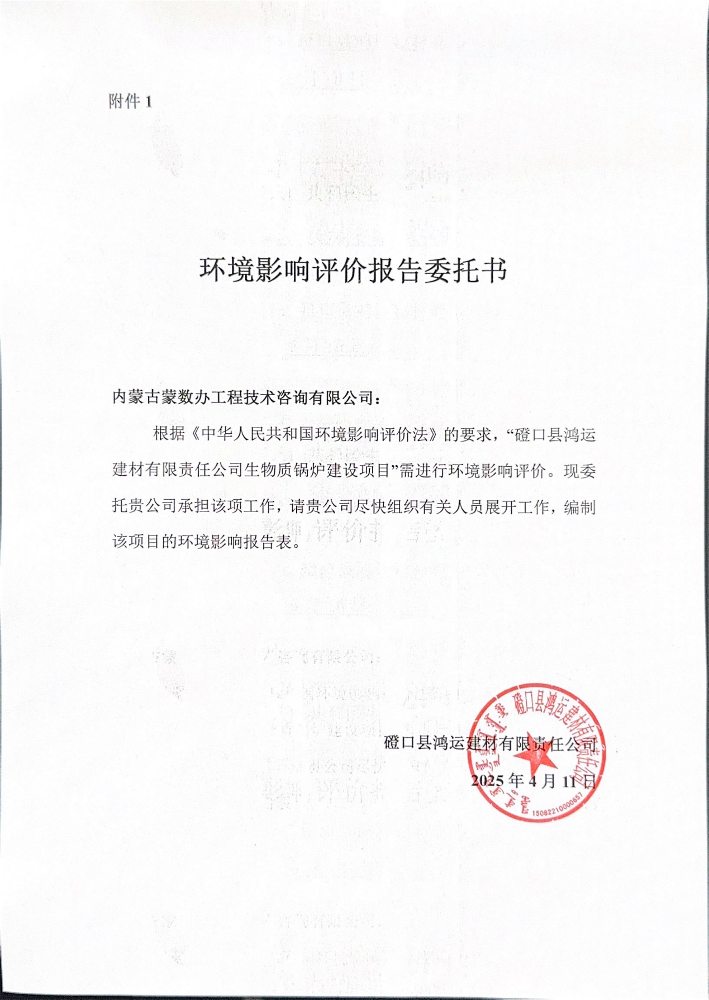 附件 1
环境影响评价报告委托书
内蒙古蒙数办工程技术咨询有限公司：
根据《中华人民共和国环境影响评价法》的要求，“磴口县鸿运
建材有限责任公司生物质锅炉建设项目”需进行环境影响评价。现委
托贵公司承担该项工作，请贵公司尽快组织有关人员展开工作，编制
该项目的环境影响报告表。
磴口县鸿运建材有限责任公司
磴口县鸿运建材有限责任公司
2025 年 4 月 11 日
15082210000657